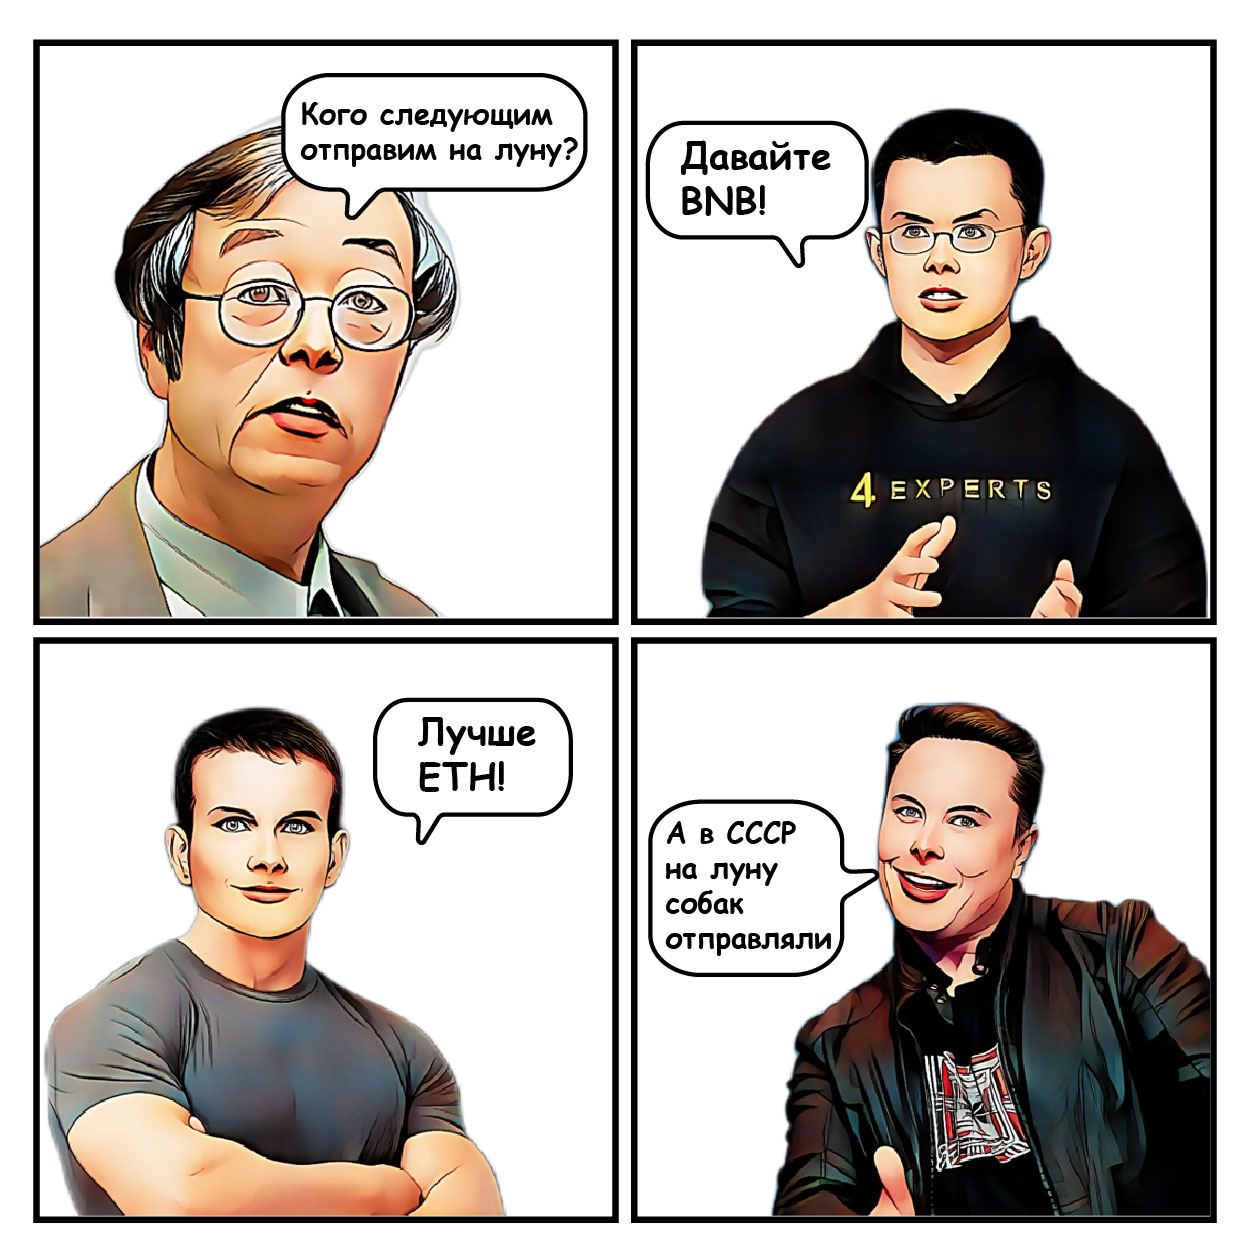 Кого следующим
отправим на луну?
Давайте
BNB!
4 EXPERTS
Лучше
ETH!
А в СССР
на луну
собак
отправляли